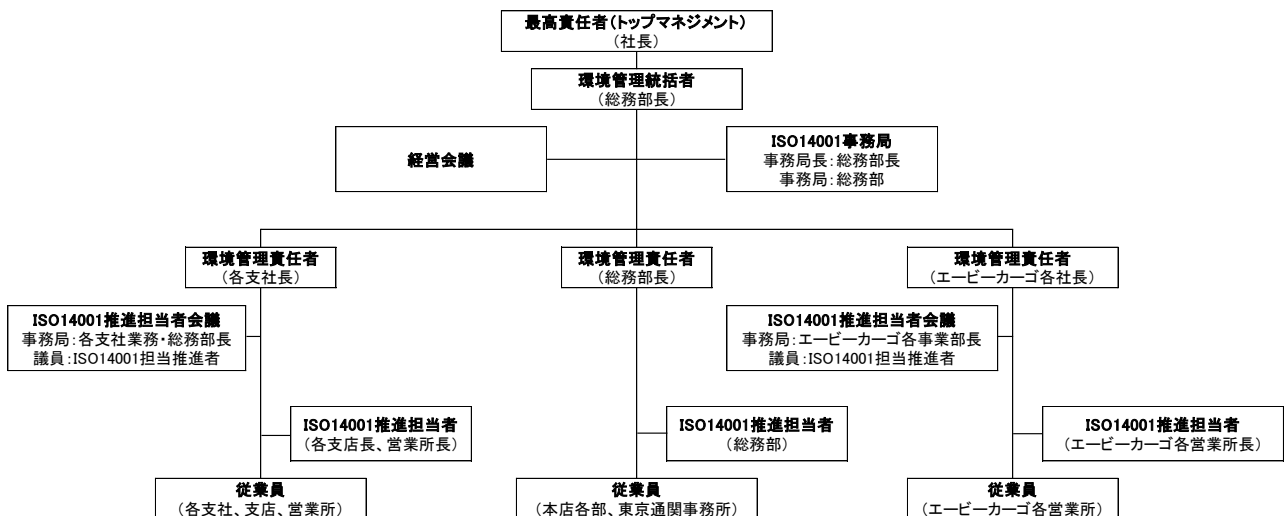 最高責任者(トップマネジメント)
(社長)
環境管理統括者
(総務部長)
経営会議
ISO14001事務局
事務局長:総務部長
事務局:総務部
環境管理責任者
(各支社長)
環境管理責任者
(総務部長)
環境管理責任者
(エービーカーゴ各社長)
ISO14001推進担当者会議
事務局:各支社業務・総務部長
議員:ISO14001担当推進者
ISO14001推進担当者会議
事務局:エービーカーゴ各事業部長
議員:ISO14001担当推進者
ISO14001推進担当者
(各支店長、営業所長)
ISO14001推進担当者
(総務部)
ISO14001推進担当者
(エービーカーゴ各営業所長)
従業員
(各支社、支店、営業所)
従業員
(本店各部、東京通関事務所)
従業員
(エービーカーゴ各営業所)